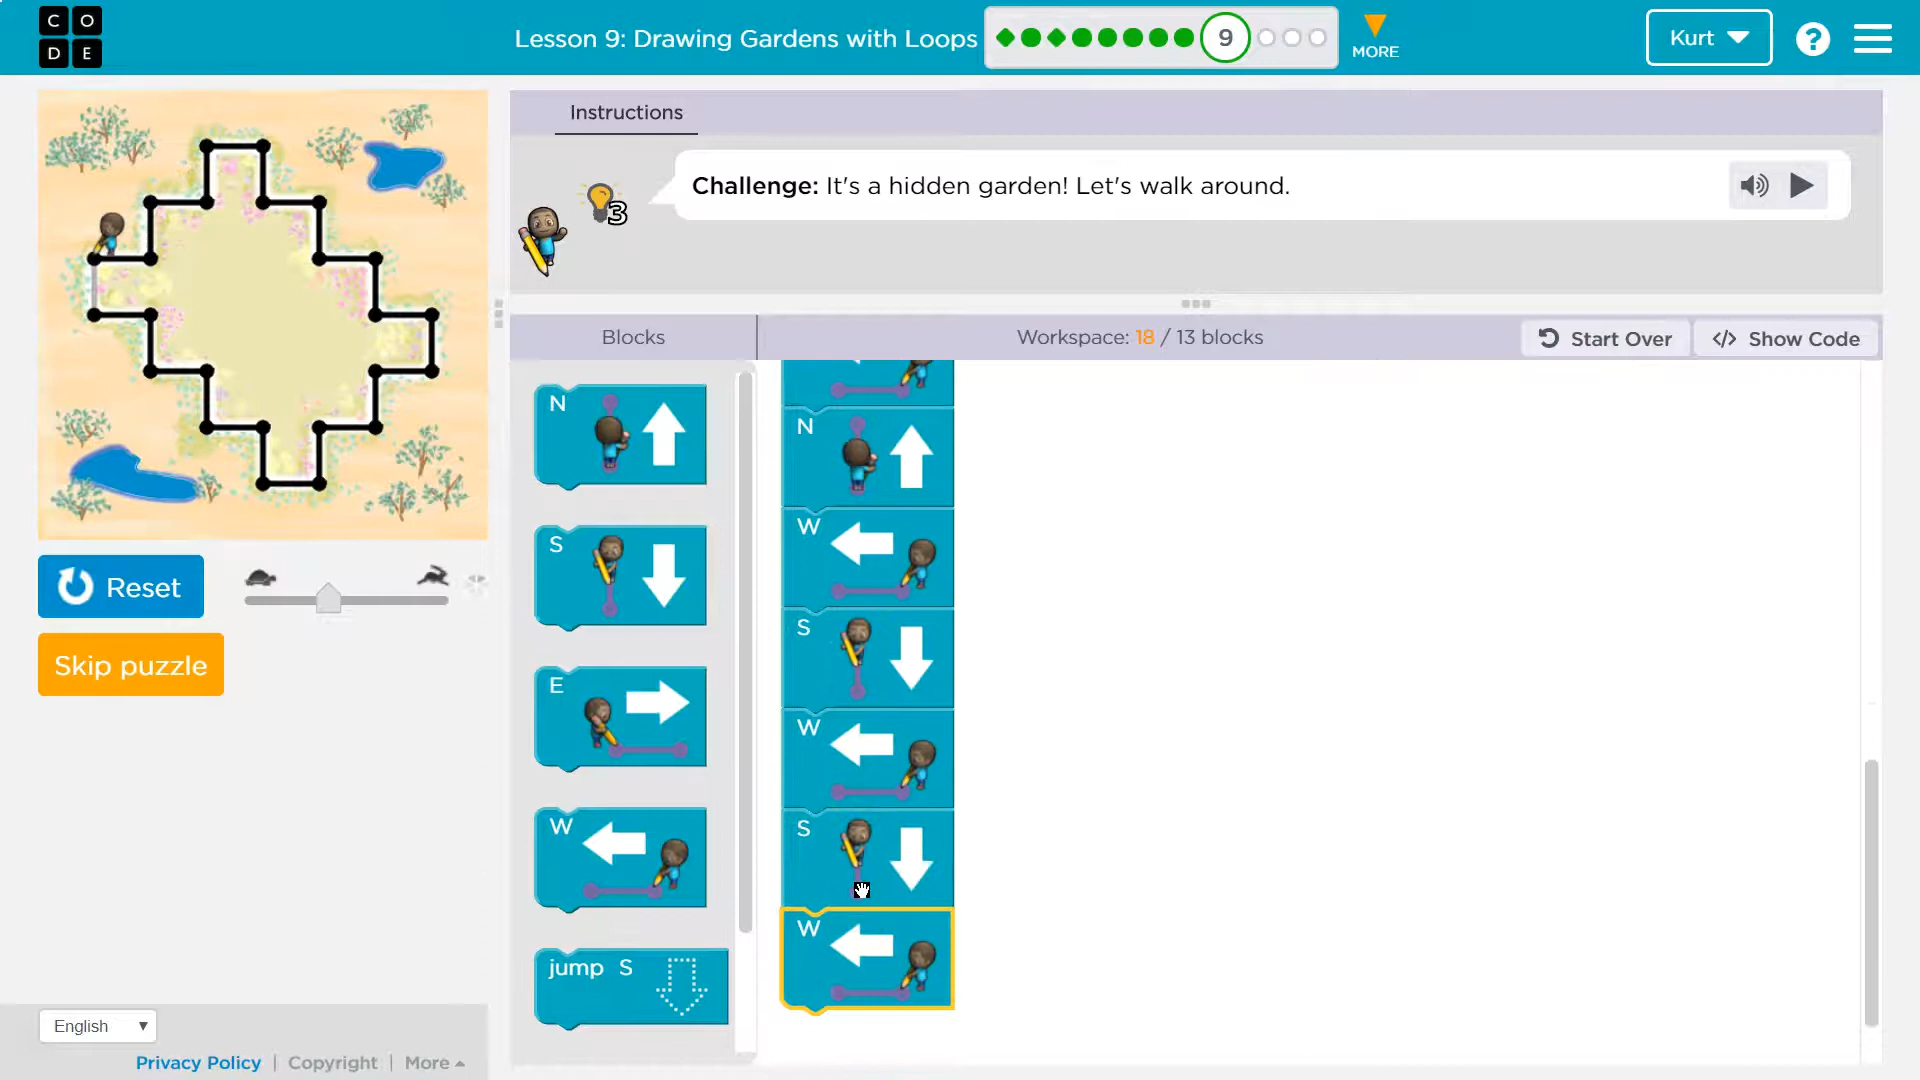 C O
D E
Lesson 9: Drawing Gardens with Loops
9
MORE
Kurt
?
Instructions
3
Challenge: It's a hidden garden! Let's walk around.
Blocks
Workspace: 18 / 13 blocks
Start Over
</> Show Code
N
S
E
W
jump S
N
W
S
W
S
W
Reset
Skip puzzle
English
Privacy Policy | Copyright | More